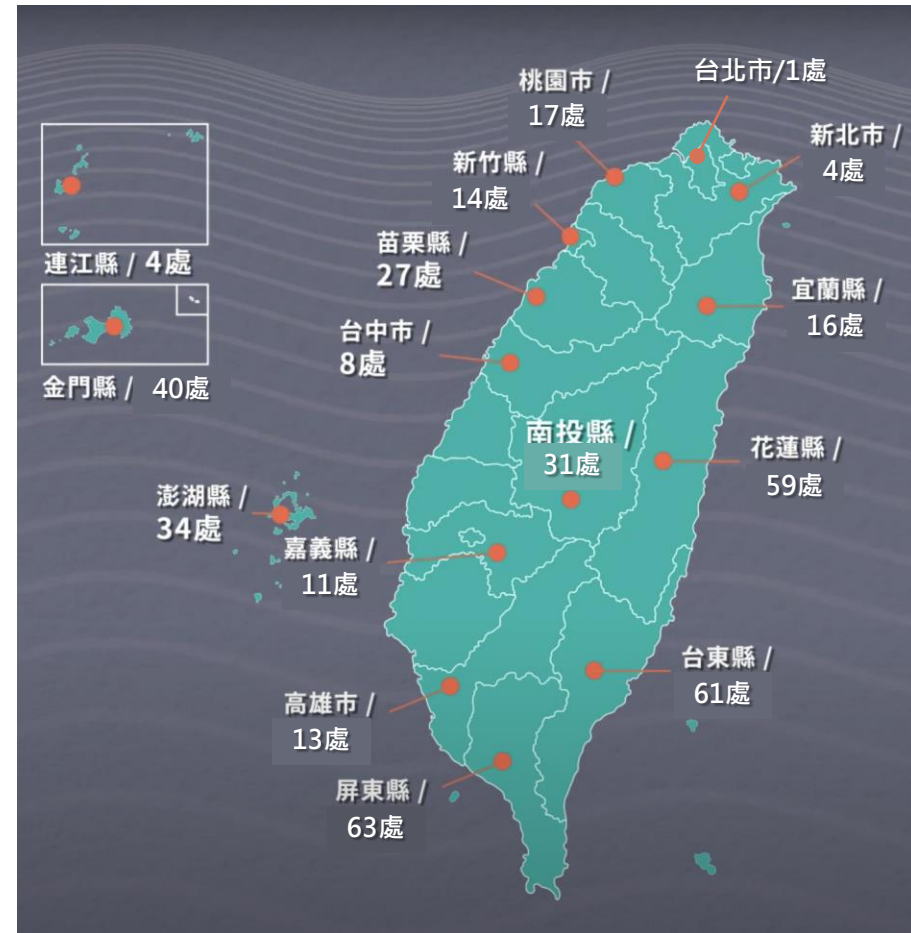 台北市/1處
桃園市 /
17處
新北市 /
4處
新竹縣 /
14處
苗栗縣 /
27處
連江縣 / 4處
宜蘭縣 /
16處
台中市 /
8處
金門縣 / 40處
南投縣 /
31處
花蓮縣 /
59處
澎湖縣 /
34處
嘉義縣 /
11處
台東縣 /
61處
高雄市 /
13處
屏東縣 /
63處